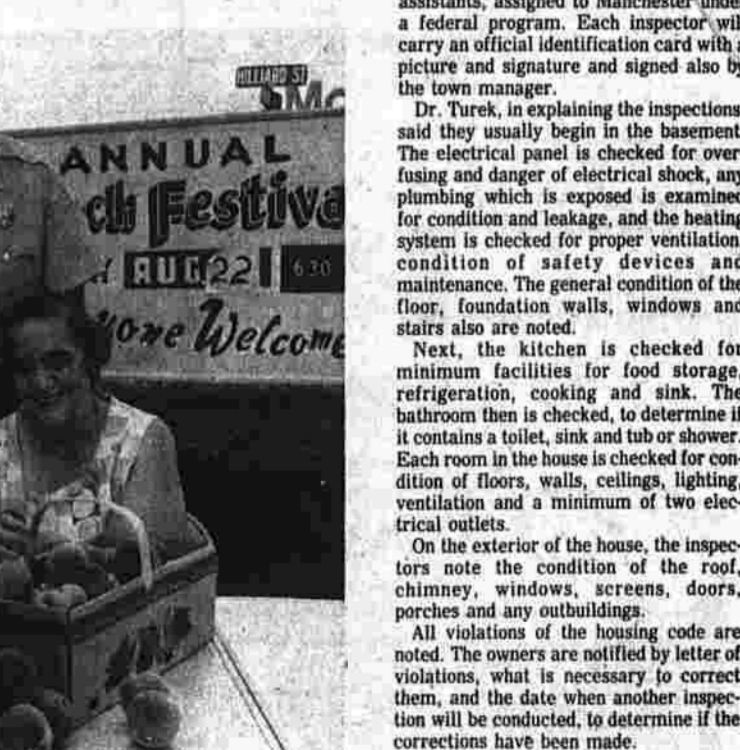 HILLIARD ST
Mc
ANNUAL
ch Festiva
AUG 22 6 30
yone Welcome
assistants, assigned to Manchester under
a federal program. Each inspector wil
carry an official identification card with a
picture and signature and signed also by
the town manager.
Dr. Turek, in explaining the inspections
said they usually begin in the basement
The electrical panel is checked for over
fusing and danger of electrical shock, any
plumbing which is exposed is examined
for condition and leakage, and the heating
system is checked for proper ventilation
condition of safety devices and
maintenance. The general condition of the
floor, foundation walls, windows and
stairs also are noted.
Next, the kitchen is checked for
minimum facilities for food storage,
refrigeration, cooking and sink. The
bathroom then is checked, to determine if
it contains a toilet, sink and tub or shower.
Each room in the house is checked for con-
dition of floors, walls, ceilings, lighting,
ventilation and a minimum of two elec-
trical outlets.
On the exterior of the house, the inspec-
tors note the condition of the roof,
chimney, windows, screens, doors,
porches and any outbuildings.
All violations of the housing code are
noted. The owners are notified by letter of
violations, what is necessary to correct
them, and the date when another inspec-
tion will be conducted, to determine if the
corrections have been made.